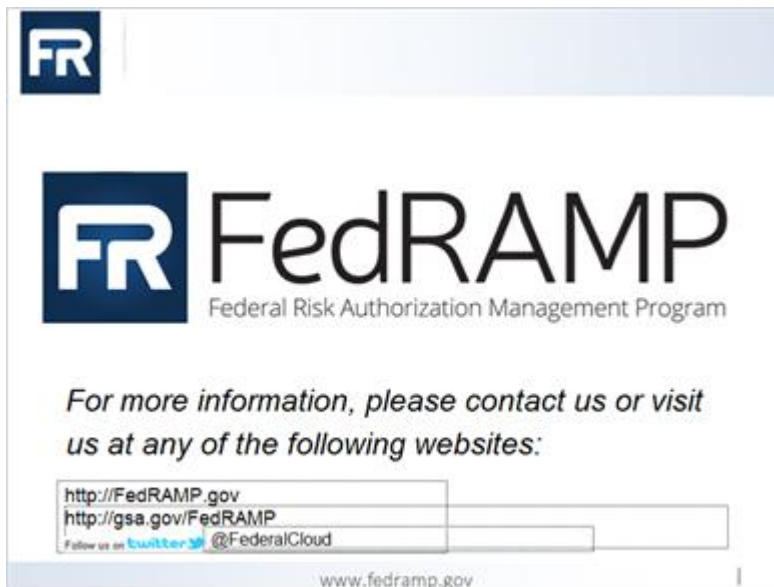 FR
FR FedRAMP
Federal Risk Authorization Management Program
For more information, please contact us or visit
us at any of the following websites:
http://FedRAMP.gov
http://gsa.gov/FedRAMP
Follow us on twitter @FederalCloud
www.fedramp.gov